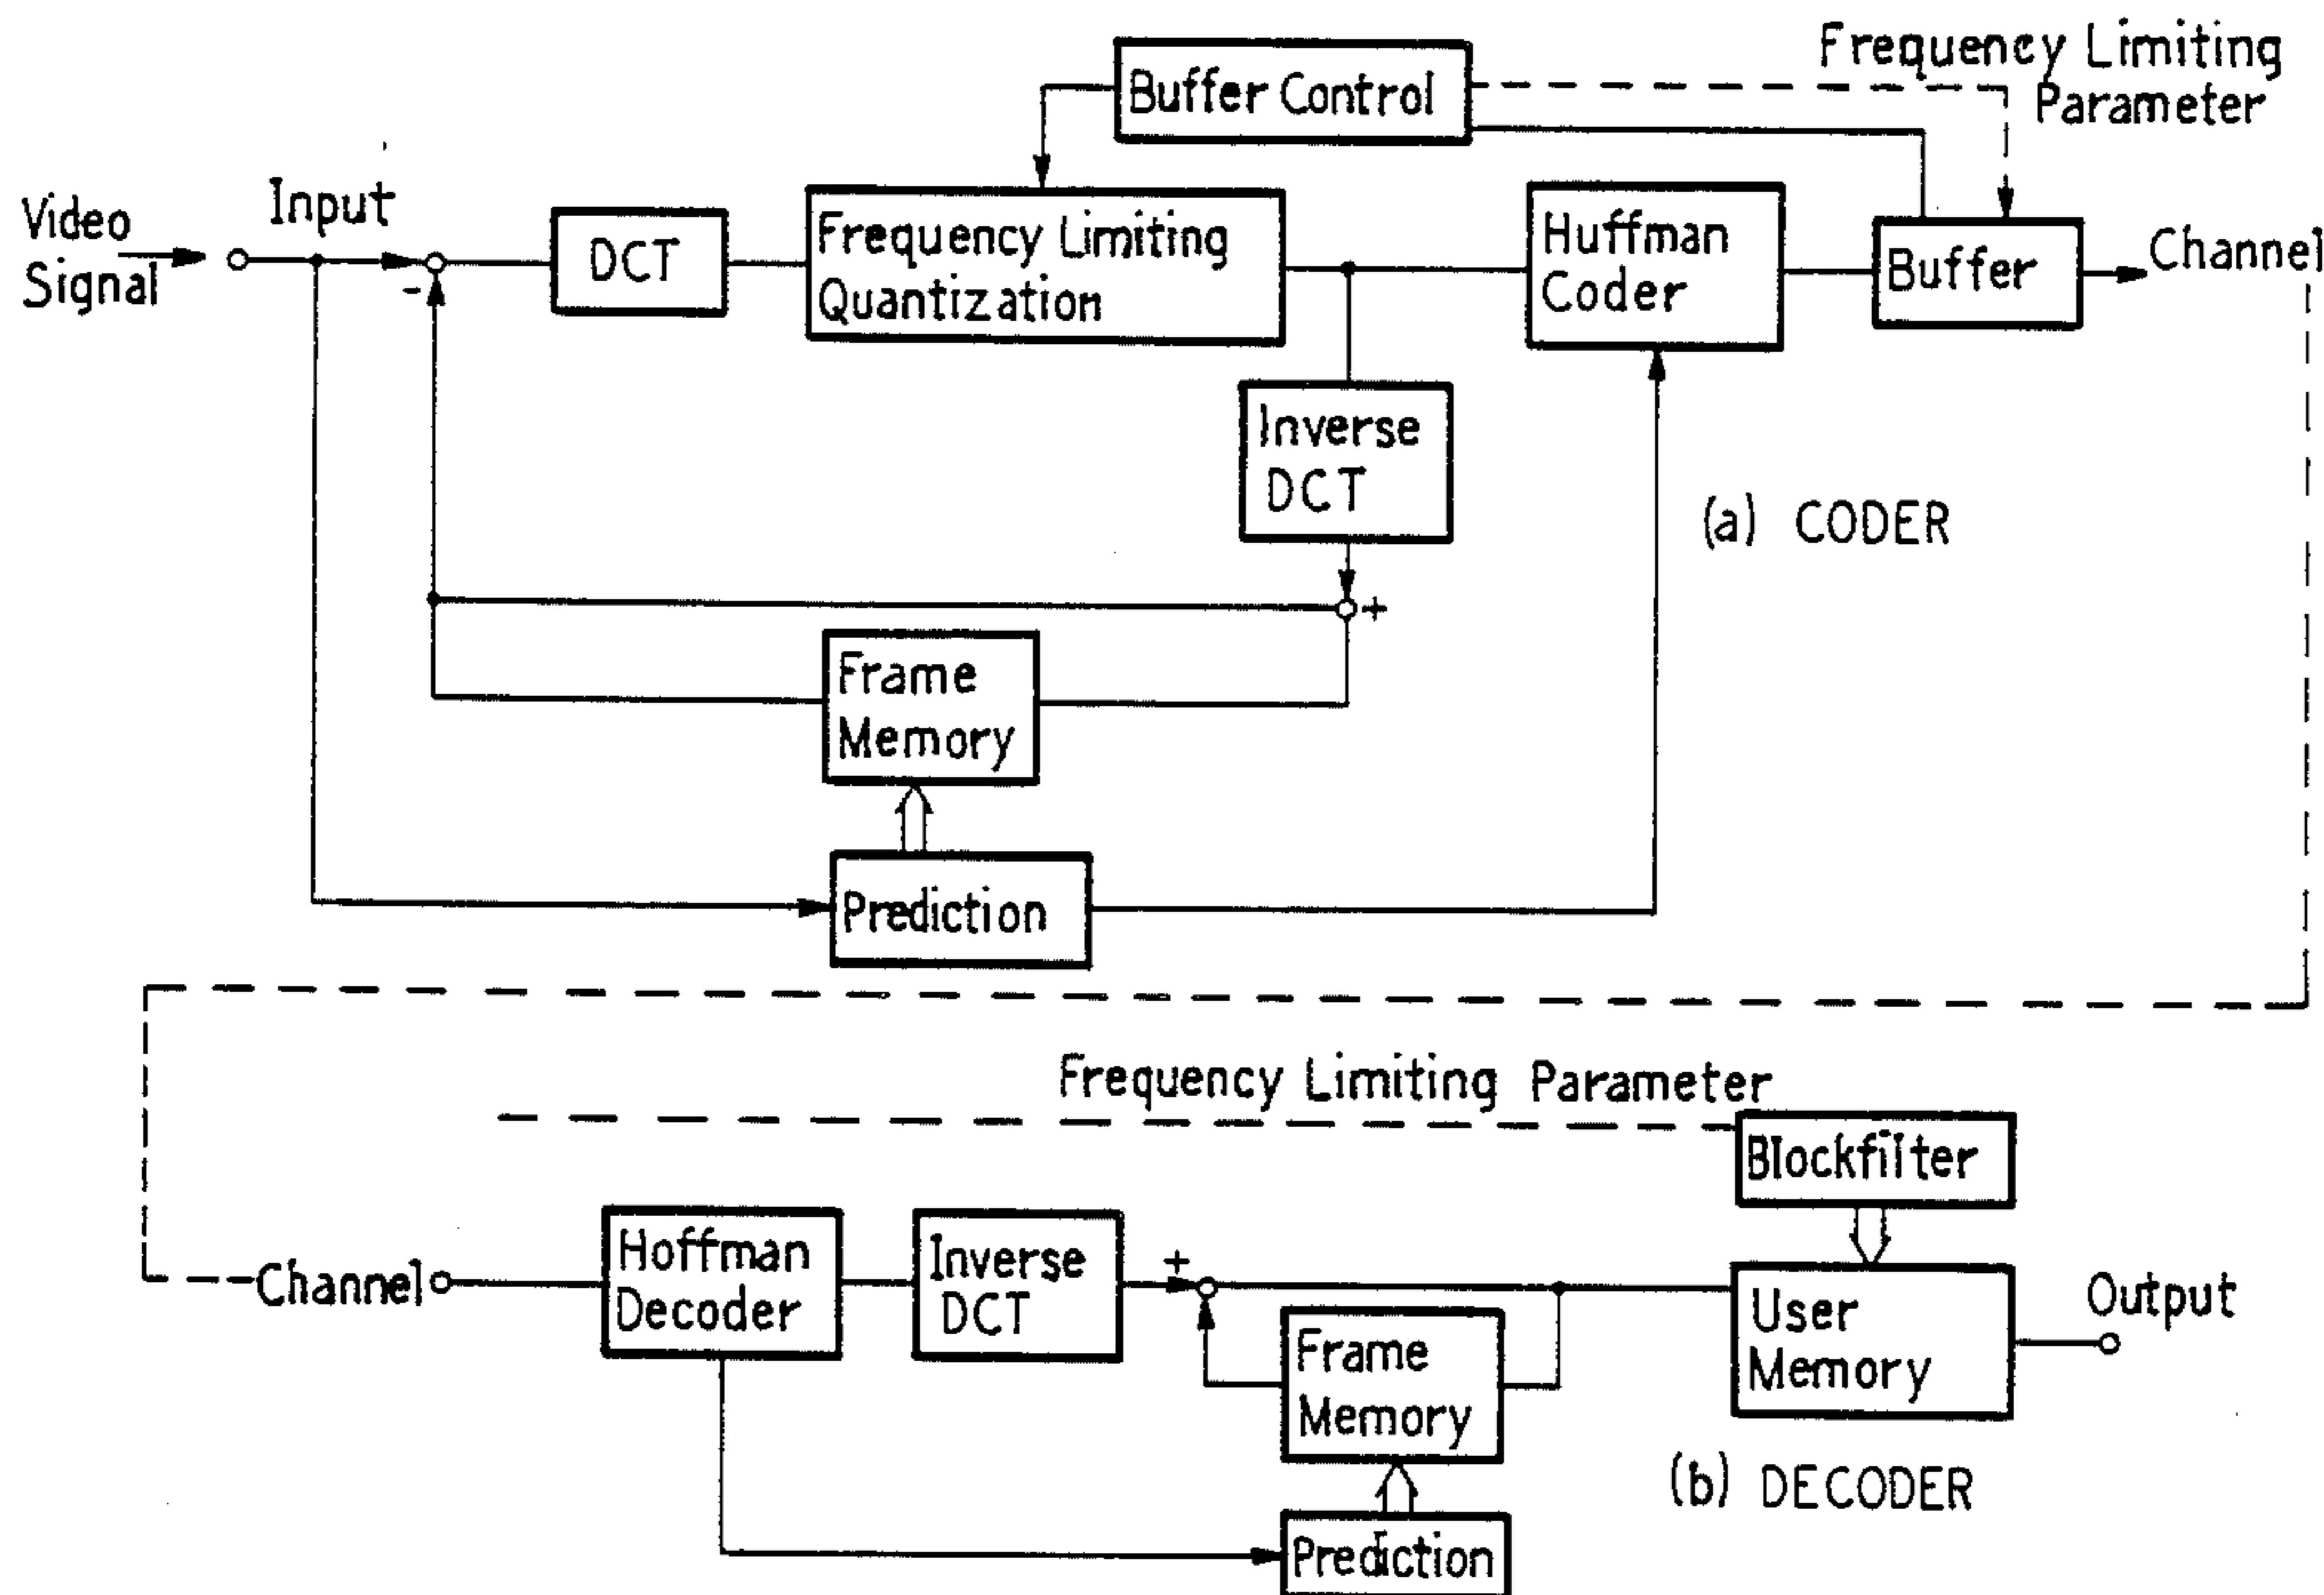 Frequency Limiting
Parameter
Buffer Control
Video
Signal
Input
-
DCT
Frequency Limiting
Quantization
Huffman
Coder
Buffer
Channel
Inverse
DCT
(a) CODER
+
Frame
Memory
Prediction
Frequency Limiting Parameter
Blockfilter
Channel
Hoffman
Decoder
Inverse
DCT
+
Frame
Memory
User
Memory
Output
(b) DECODER
Prediction